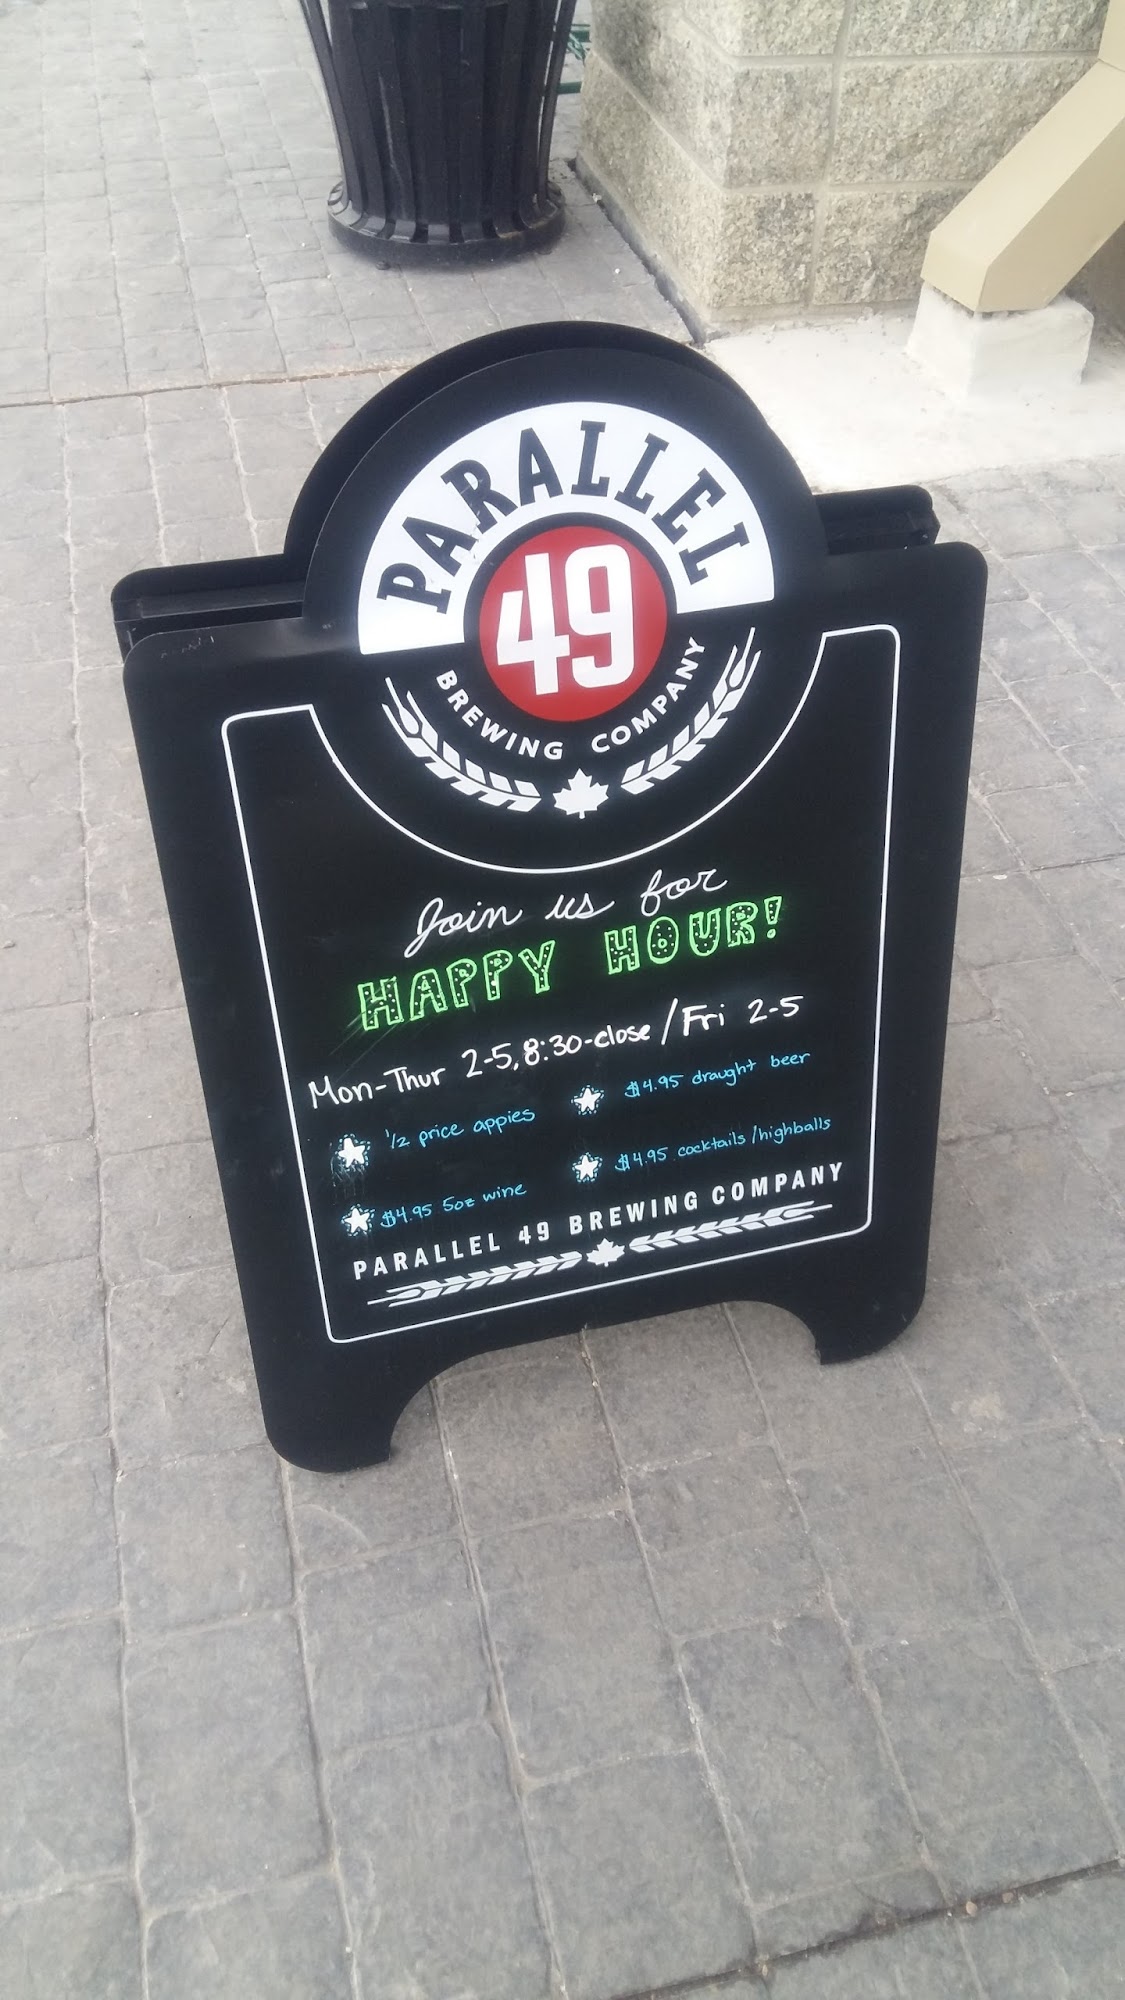 PARALLEL
49
BREWING COMPANY
Join us for
HAPPY HOUR!
Mon-Thur 2-5, 8:30-close/Fri 2-5
1/2 price appies
$4.95 draught beer
$4.95 5oz wine
$4.95 cocktails/highballs
PARALLEL 49 BREWING COMPANY